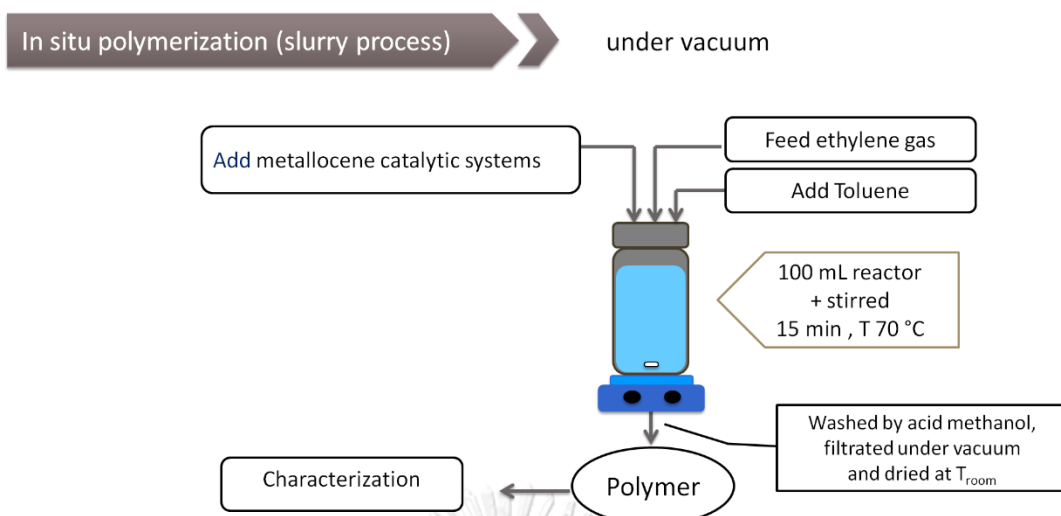 In situ polymerization (slurry process)
under vacuum
Add metallocene catalytic systems
Feed ethylene gas
Add Toluene
100 mL reactor
+ stirred
15 min , T 70 °C
Washed by acid methanol,
filtrated under vacuum
and dried at Troom
Polymer
Characterization